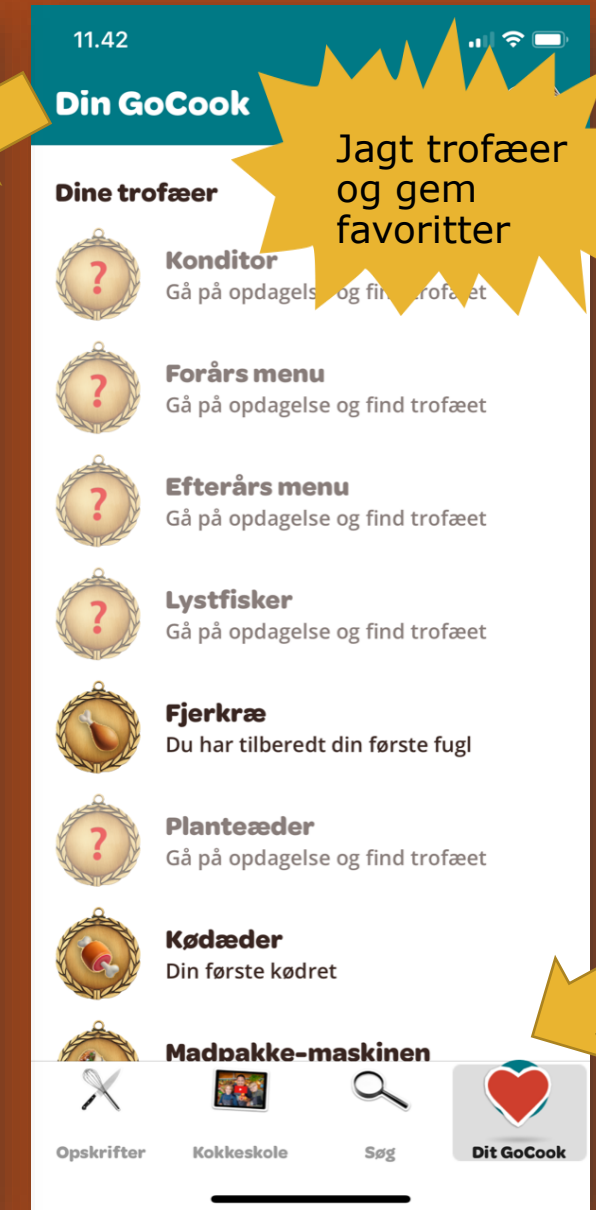 11.42
Din GoCook
Jagt trofæer
og gem
favoritter
Dine trofæer
Konditor
Gå på opdagels og fin rofæet
Forårs menu
Gå på opdagelse og find trofæet
Efterårs menu
Gå på opdagelse og find trofæet
Lystfisker
Gå på opdagelse og find trofæet
Fjerkræ
Du har tilberedt din første fugl
Planteæder
Gå på opdagelse og find trofæet
Kødæder
Din første kødret
Madpakke-maskinen
Opskrifter
Kokkeskole
Søg
Dit GoCook